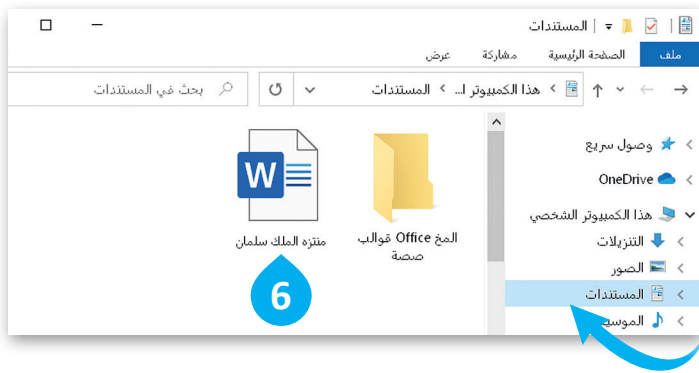 المستندات
ملف الصفحة الرئيسية مشاركة عرض
هذا الكمبيوتر ا... المستندات بحث في المستندات
وصول سريع
OneDrive
هذا الكمبيوتر الشخصي
التنزيلات
الصور
المستندات
الموسي
المخ Office قوالب
صصة
W
منتزه الملك سلمان
6